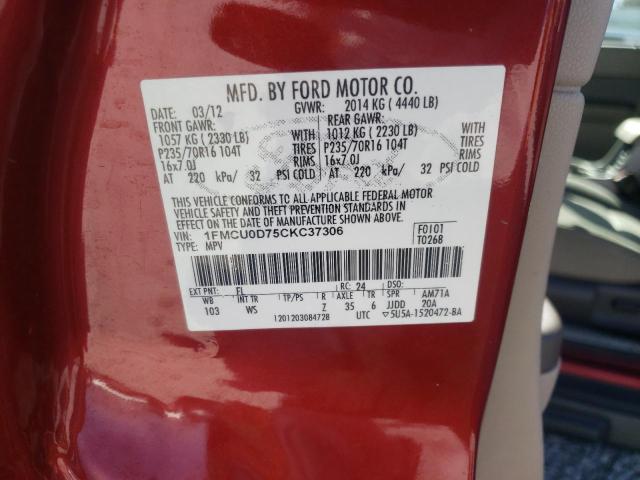 MFD. BY FORD MOTOR CO.
DATE: 03/12 GVWR: 2014 KG ( 4440 LB)
FRONT GAWR: REAR GAWR:
1057 KG ( 2330 LB) WITH 1012 KG ( 2230 LB) WITH
P235/70R16 104T TIRES P235/70R16 104T TIRES
16x7.0J RIMS 16x7.0J RIMS
AT 220 kPa/ 32 PSI COLD AT 220 kPa/ 32 PSI COLD
THIS VEHICLE CONFORMS TO ALL APPLICABLE FEDERAL MOTOR
VEHICLE SAFETY AND THEFT PREVENTION STANDARDS IN
EFFECT ON THE DATE OF MANUFACTURE SHOWN ABOVE.
VIN: 1FMCU0D75CKC37306 F0101
TYPE: MPV T0268
EXT PNT: FL RC: 24 DSO:
WB INT TR TP/PS R AXLE TR SPR AM71A
103 WS Z 35 6 JJDD 20A
1201203084728 UTC ▽5U5A-1520472-BA